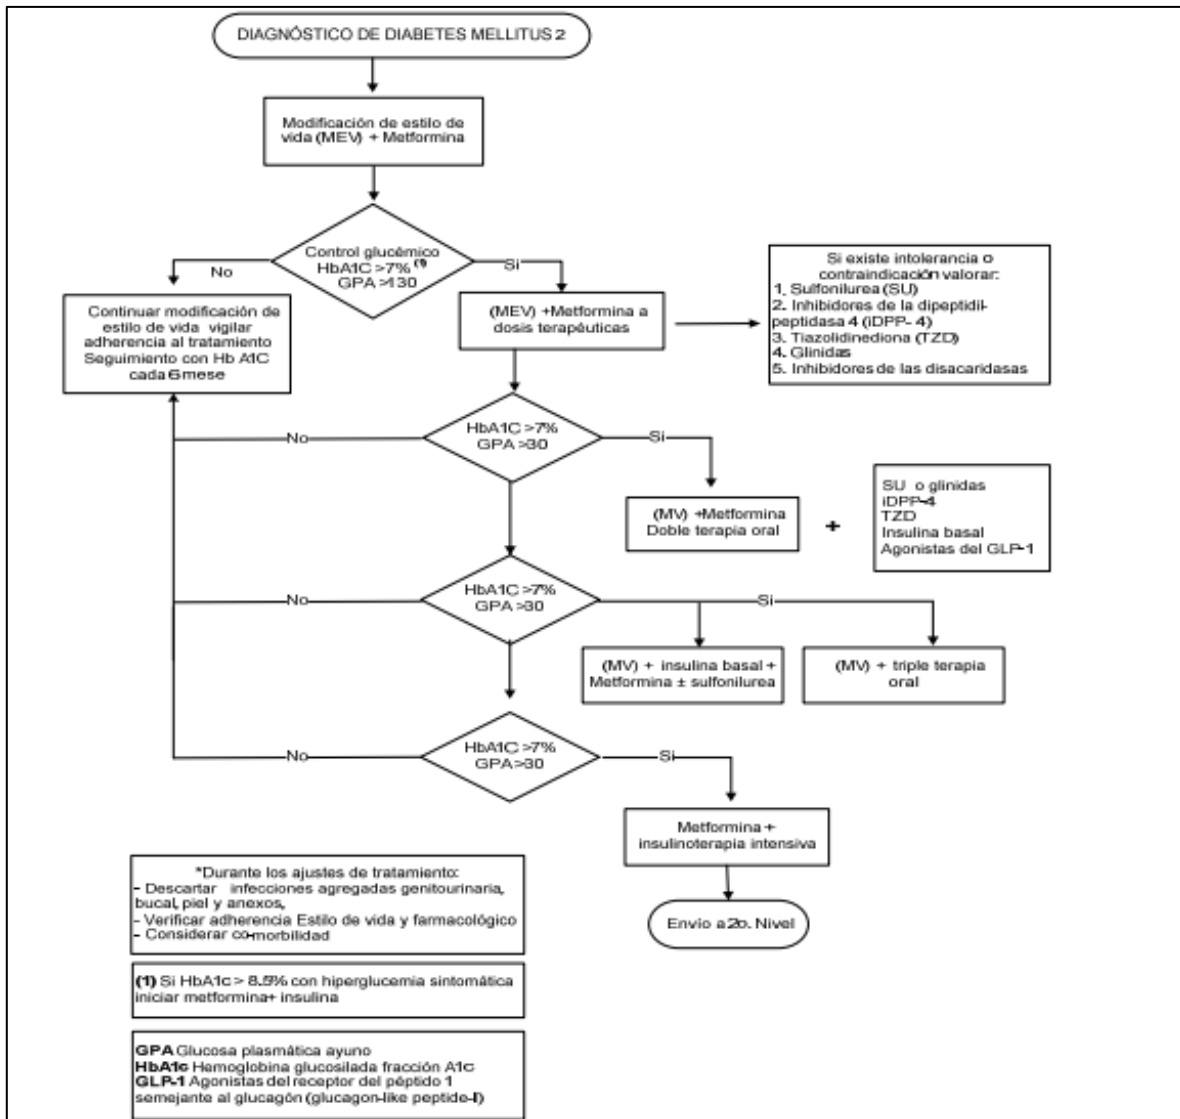 DIAGNÓSTICO DE DIABETES MELLITUS 2
Modificación de estilo de
vida (MEV) + Metformina
Control glucémico
HbA1C >7% (1)
GPA >130
No
Si
Continuar modificación de
estilo de vida vigilar
adherencia al tratamiento
Seguimiento con Hb A1C
cada 6 mese
(MEV) +Metformina a
dosis terapéuticas
Si existe intolerancia o
contraindicación valorar:
1. Sulfonilurea (SU)
2. Inhibidores de la dipeptidil-
peptidasa 4 (iDPP- 4)
3. Tiazolidinediona (TZD)
4. Glinidas
5. Inhibidores de las disacaridasas
HbA1C >7%
GPA >30
No
Si
(MV) +Metformina
Doble terapia oral
+
SU o glinidas
iDPP-4
TZD
Insulina basal
Agonistas del GLP-1
HbA1C >7%
GPA >30
No
Si
(MV) + insulina basal +
Metformina ± sulfonilurea
(MV) + triple terapia
oral
HbA1C >7%
GPA >30
No
Si
Metformina +
insulinoterapia intensiva
Envío a 2o. Nivel
*Durante los ajustes de tratamiento:
- Descartar infecciones agregadas genitourinaria,
bucal, piel y anexos,
- Verificar adherencia Estilo de vida y farmacológico
- Considerar co-morbilidad
(1) Si HbA1c > 8.5% con hiperglucemia sintomática
iniciar metformina+ insulina
GPA Glucosa plasmática ayuno
HbA1c Hemoglobina glucosilada fracción A1c
GLP-1 Agonistas del receptor del péptido 1
semejante al glucagón (glucagon-like peptide-I)